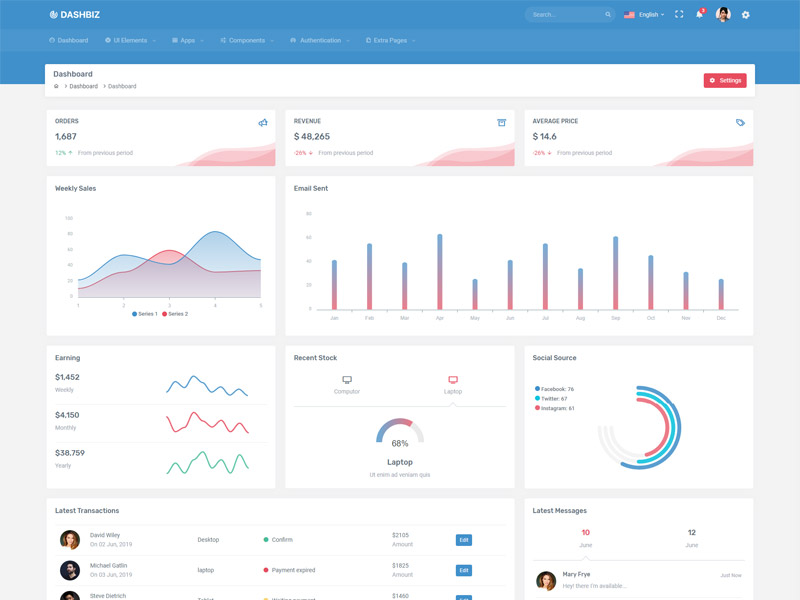 DASHBIZ
Search...
English
3
Dashboard
UI Elements
Apps
Components
Authentication
Extra Pages
Dashboard
Dashboard
Dashboard
Settings
ORDERS
1,687
12%
From previous period
REVENUE
$ 48,265
-26%
From previous period
AVERAGE PRICE
$ 14.6
-26%
From previous period
Weekly Sales
100
80
60
40
20
0
1 2 3 4 5
Series 1 Series 2
Email Sent
80
60
40
20
0
Jan Feb Mar Apr May Jun Jul Aug Sep Oct Nov Dec
Earning
$1,452
Weekly
$4.150
Monthly
$38.759
Yearly
Recent Stock
Computor
Laptop
68%
Laptop
Ut enim ad veniam quis
Social Source
Facebook: 76
Twitter: 67
Instagram: 61
Latest Transactions
David Wiley
On 02 Jun, 2019
Desktop
Confirm
$2105
Amount
Edit
Michael Gatlin
On 03 Jun, 2019
laptop
Payment expired
$1825
Amount
Edit
Steve Dietrich
$1460
Latest Messages
10
June
12
June
Mary Frye
Just Now
Hey! there I'm available...